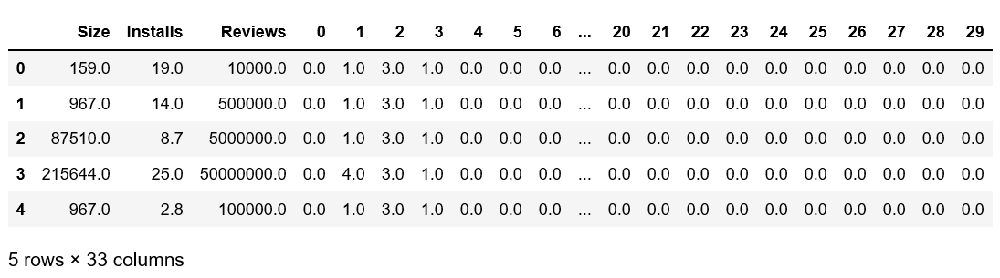 Size Installs Reviews 0 1 2 3 4 5 6 ... 20 21 22 23 24 25 26 27 28 29
0 159.0 19.0 10000.0 0.0 1.0 3.0 1.0 0.0 0.0 0.0 ... 0.0 0.0 0.0 0.0 0.0 0.0 0.0 0.0 0.0 0.0
1 967.0 14.0 500000.0 0.0 1.0 3.0 1.0 0.0 0.0 0.0 ... 0.0 0.0 0.0 0.0 0.0 0.0 0.0 0.0 0.0 0.0
2 87510.0 8.7 5000000.0 0.0 1.0 3.0 1.0 0.0 0.0 0.0 ... 0.0 0.0 0.0 0.0 0.0 0.0 0.0 0.0 0.0 0.0
3 215644.0 25.0 50000000.0 0.0 4.0 3.0 1.0 0.0 0.0 0.0 ... 0.0 0.0 0.0 0.0 0.0 0.0 0.0 0.0 0.0 0.0
4 967.0 2.8 100000.0 0.0 1.0 3.0 1.0 0.0 0.0 0.0 ... 0.0 0.0 0.0 0.0 0.0 0.0 0.0 0.0 0.0 0.0
5 rows × 33 columns